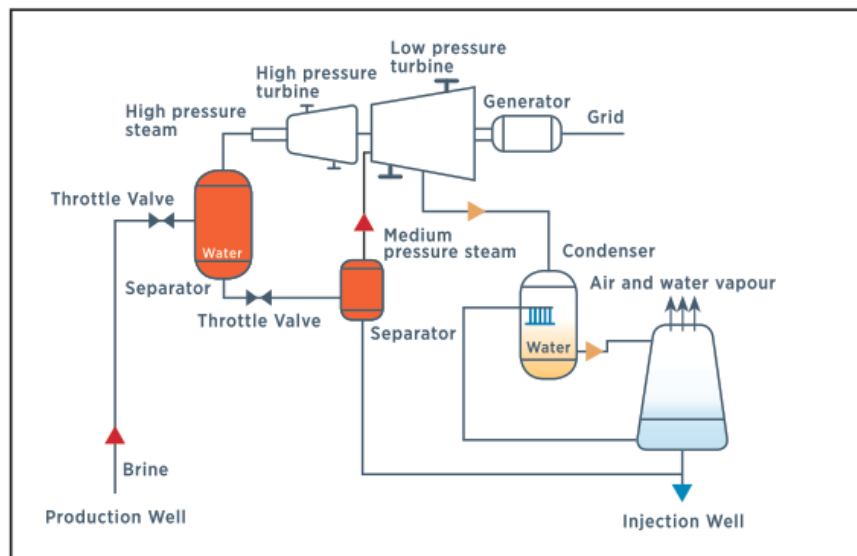 Low pressure
turbine
High pressure
turbine
Generator
High pressure
steam
Grid
Throttle Valve
Water
Medium
pressure steam
Condenser
Separator
Air and water vapour
Throttle Valve
Separator
Water
Brine
Production Well
Injection Well